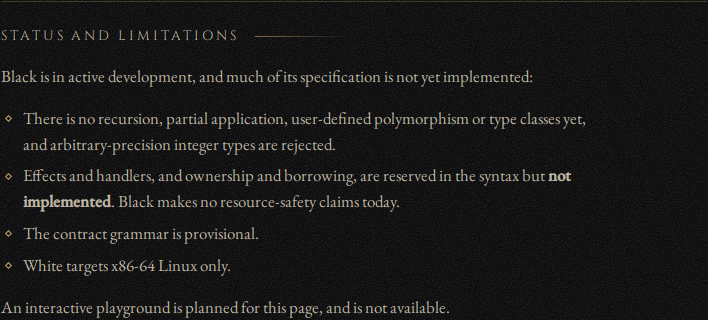 STATUS AND LIMITATIONS
Black is in active development, and much of its specification is not yet implemented:
There is no recursion, partial application, user-defined polymorphism or type classes yet,
and arbitrary-precision integer types are rejected.
Effects and handlers, and ownership and borrowing, are reserved in the syntax but not
implemented. Black makes no resource-safety claims today.
The contract grammar is provisional.
White targets x86-64 Linux only.
An interactive playground is planned for this page, and is not available.